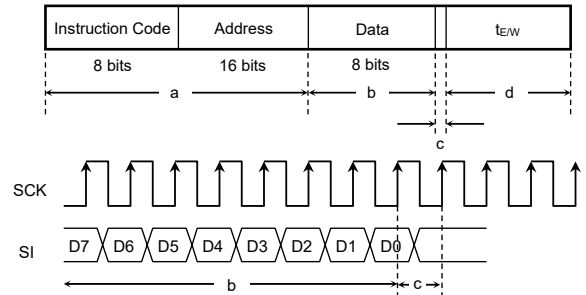 Instruction Code Address Data tE/W
8 bits 16 bits 8 bits
a b d
c
SCK
SI D7 D6 D5 D4 D3 D2 D1 D0
b c